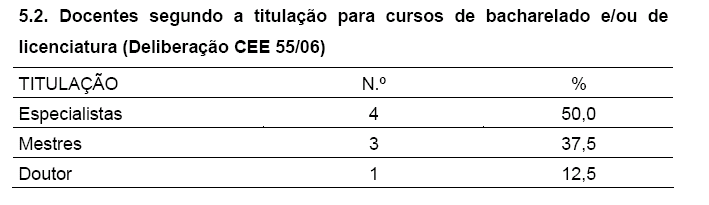 5.2. Docentes segundo a titulação para cursos de bacharelado e/ou de
licenciatura (Deliberação CEE 55/06)
TITULAÇÃO N.º %
Especialistas 4 50,0
Mestres 3 37,5
Doutor 1 12,5